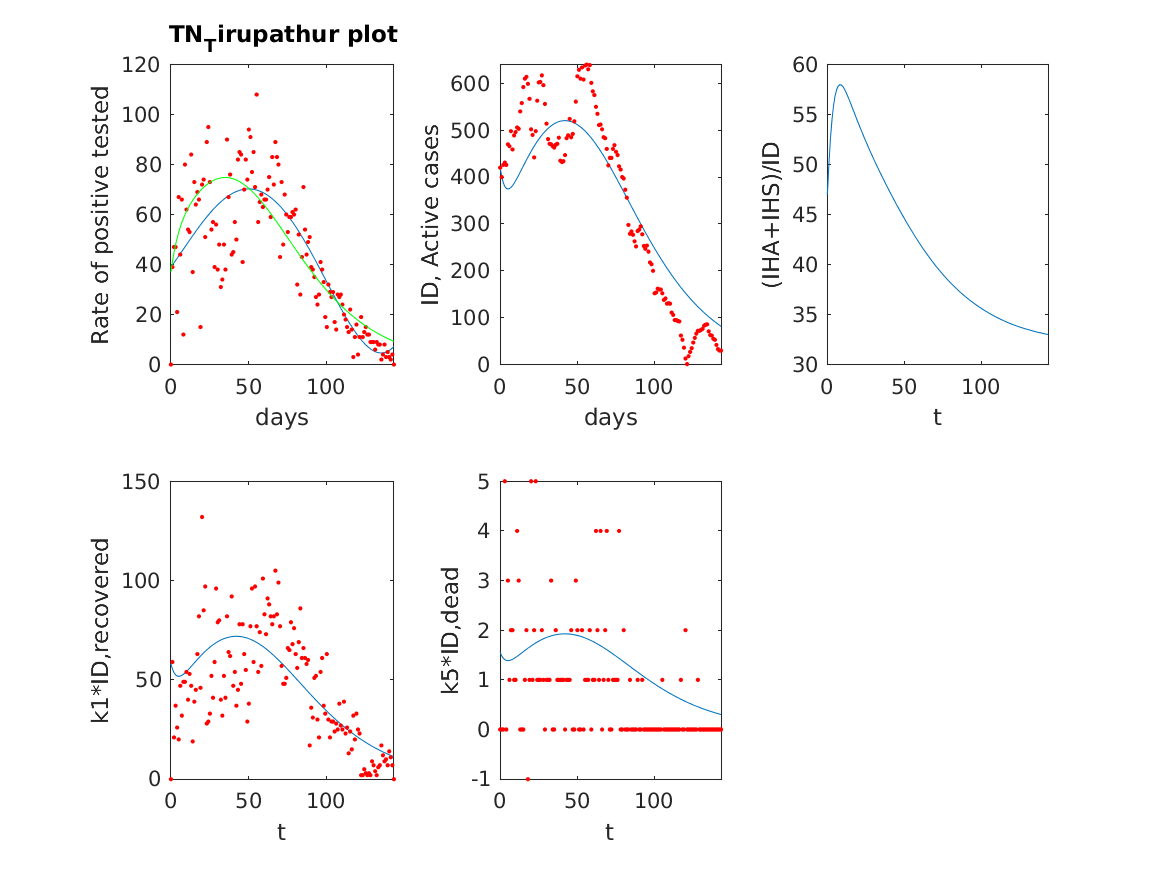 TN_Tirupathur plot
120
100
80
60
40
20
0
0 50 100
days
Rate of positive tested
600
500
400
300
200
100
0
0 50 100
days
ID, Active cases
60
55
50
45
40
35
30
0 50 100
t
(IHA+IHS)/ID
150
100
50
0
0 50 100
t
k1*ID,recovered
5
4
3
2
1
0
-1
0 50 100
t
k5*ID,dead